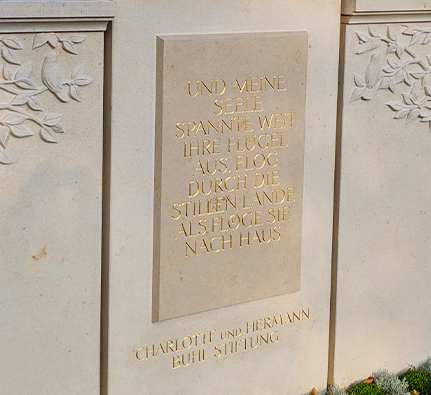 UND MEINE
SEELE
SPANNTE WEIT
IHRE FLÜGEL
AUS, FLOG
DURCH DIE
STILLEN LANDE
ALS FLÖGE SIE
NACH HAUS
CHARLOTTE UND HERMANN
BUHL STIFTUNG